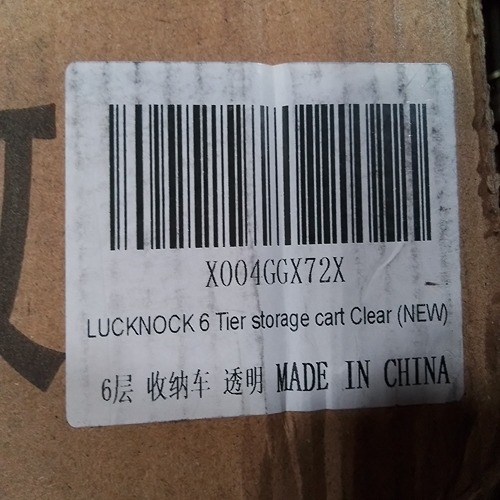 X004GGX72X
LUCKNOCK 6 Tier storage cart Clear (NEW)
6层 收纳车 透明 MADE IN CHINA